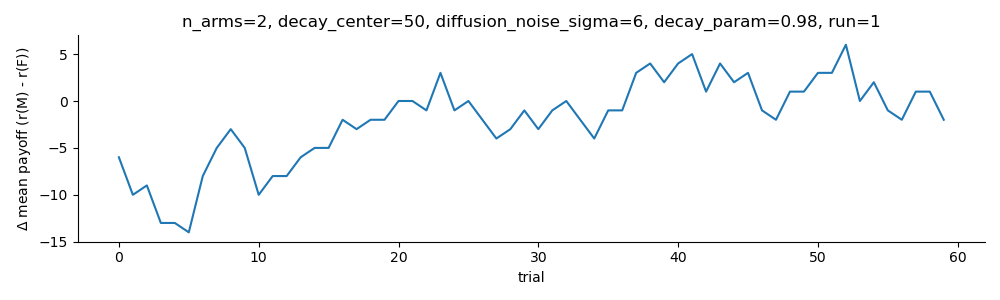 n_arms=2, decay_center=50, diffusion_noise_sigma=6, decay_param=0.98, run=1
Δ mean payoff (r(M) - r(F))
5
0
−5
−10
−15
0 10 20 30 40 50 60
trial